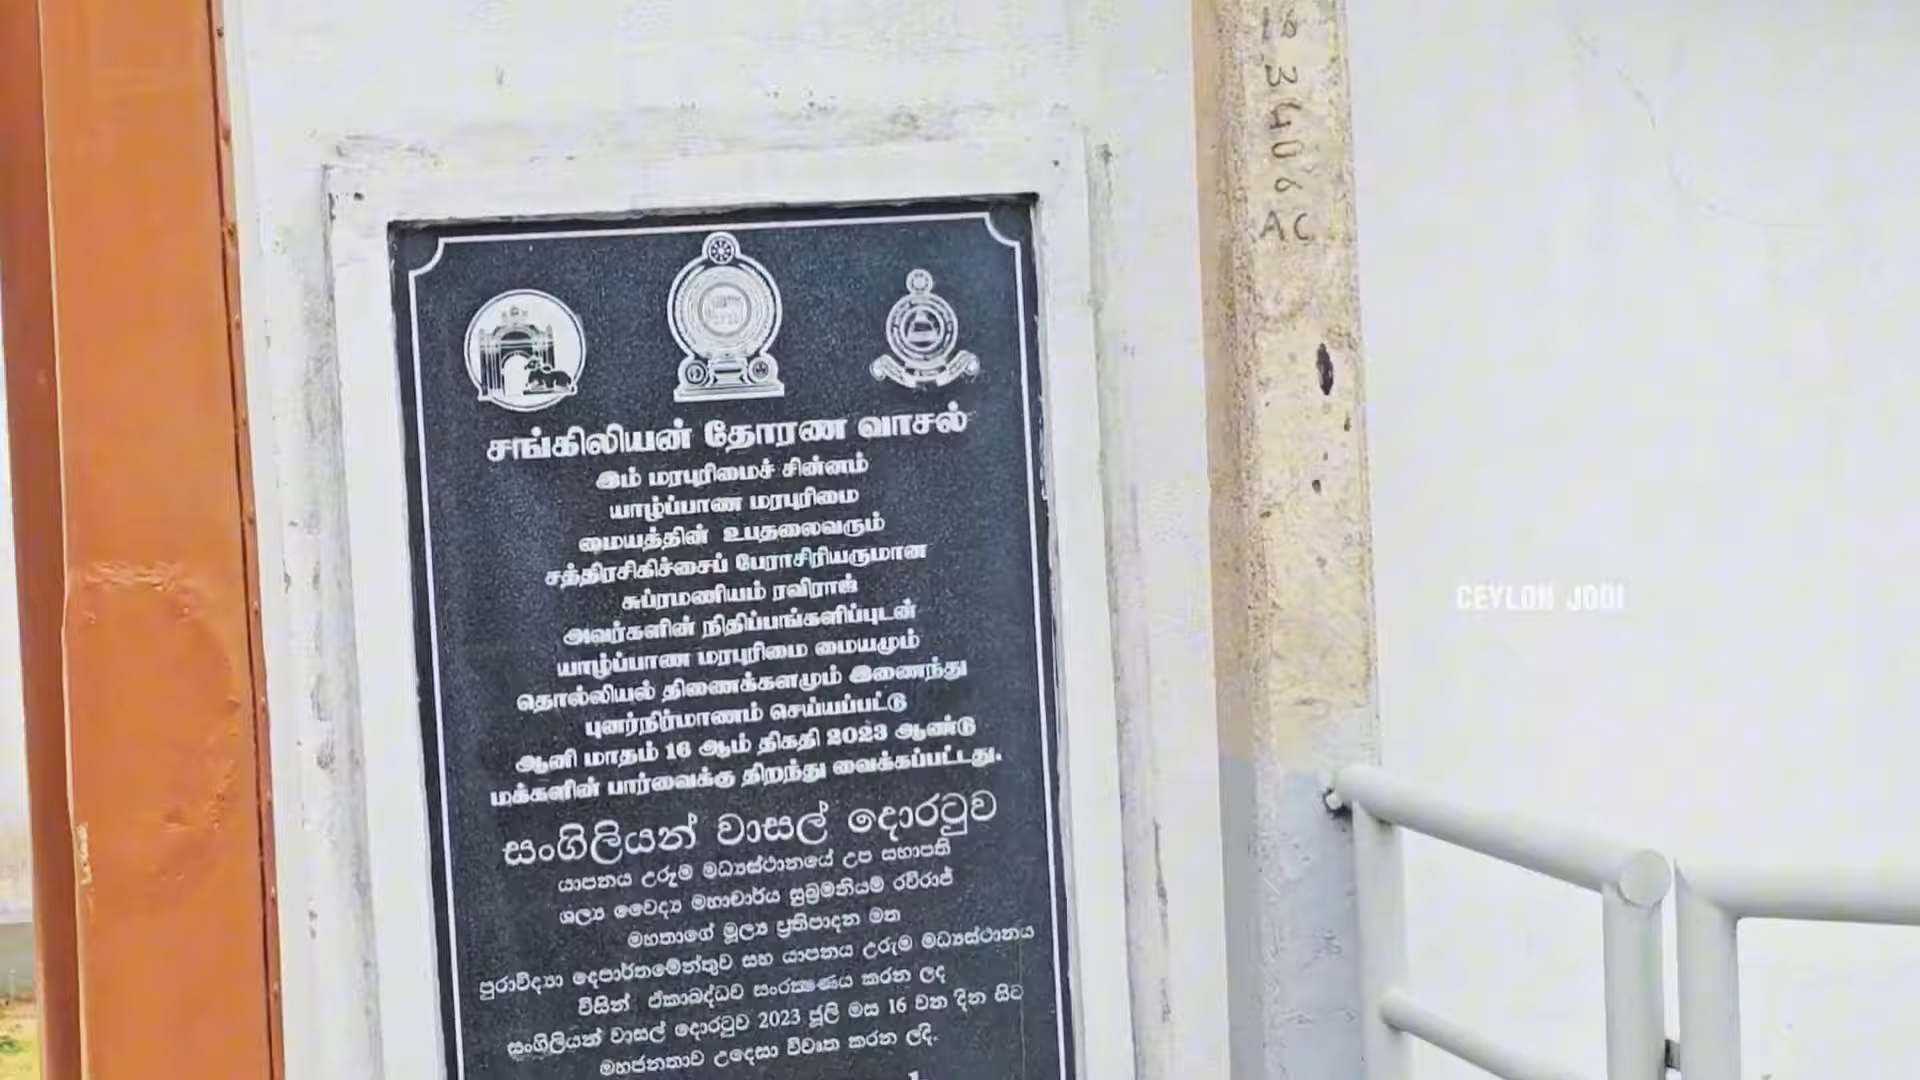 சங்கிலியன் தோரண வாசல்
இம் மரபுரிமைச் சின்னம்
யாழ்ப்பாண மரபுரிமை
மையத்தின் உபதலைவரும்
சத்திரசிகிச்சைப் பேராசிரியருமான
சுப்ரமணியம் ரவிராஜ்
அவர்களின் நிதிப்பங்களிப்புடன்
யாழ்ப்பாண மரபுரிமை மையமும்
தொல்லியல் திணைக்களமும் இணைந்து
புனர்நிர்மாணம் செய்யப்பட்டு
ஆனி மாதம் 16 ஆம் திகதி 2023 ஆண்டு
மக்களின் பார்வைக்கு திறந்து வைக்கப்பட்டது.
සංගිලියන් වාසල් දොරටුව
යාපනය උරුම මධ්‍යස්ථානයේ උප සභාපති
ශල්‍ය වෛද්‍ය මහාචාර්ය සුබ්‍රමනියම් රවිරාජ්
මහතාගේ මූල්‍ය ප්‍රතිපාදන මත
පුරාවිද්‍යා දෙපාර්තමේන්තුව සහ යාපනය උරුම මධ්‍යස්ථානය
විසින් ඒකාබද්ධව සංරක්ෂණය කරන ලද
සංගිලියන් වාසල් දොරටුව 2023 ජූලි මස 16 වන දින සිට
මහජනතාව උදෙසා විවෘත කරන ලදි.
3406
AC
CEYLON JODI